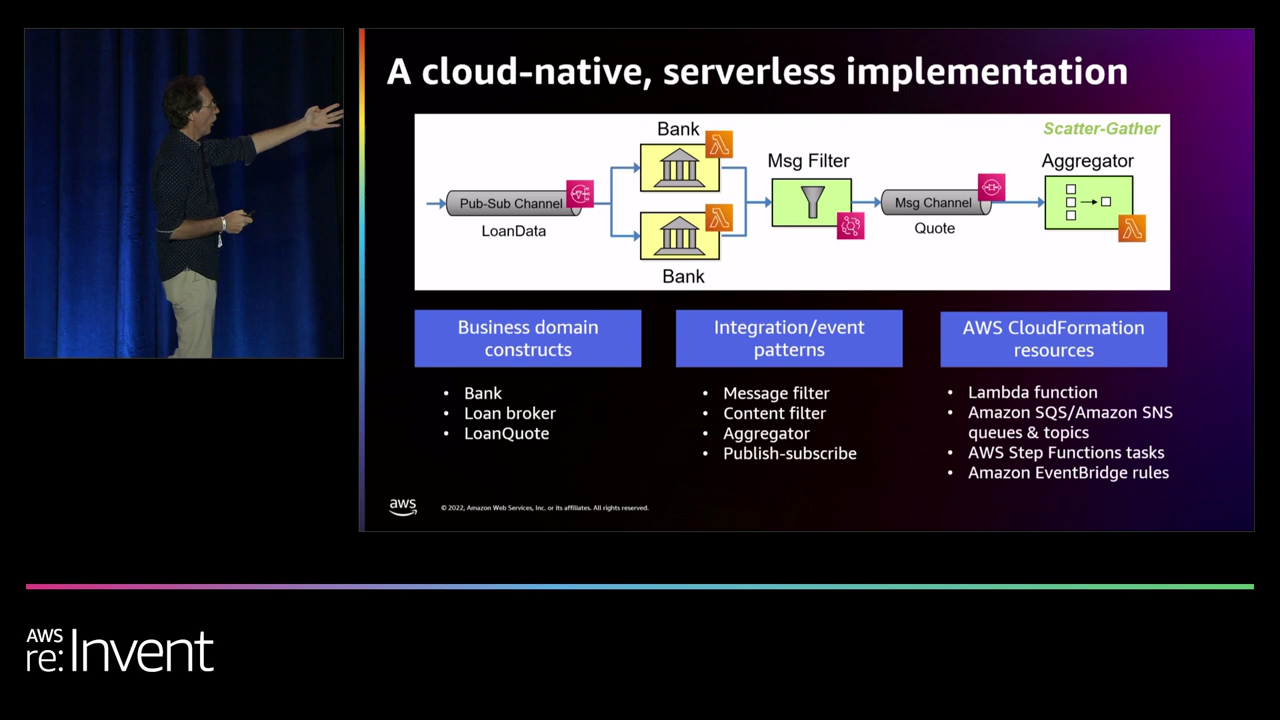 A cloud-native, serverless implementation
Scatter-Gather
Bank
Msg Filter
Aggregator
Pub-Sub Channel
Msg Channel
LoanData
Quote
Bank
Business domain
constructs
• Bank
• Loan broker
• LoanQuote
Integration/event
patterns
• Message filter
• Content filter
• Aggregator
• Publish-subscribe
AWS CloudFormation
resources
• Lambda function
• Amazon SQS/Amazon SNS
queues & topics
• AWS Step Functions tasks
• Amazon EventBridge rules
aws
© 2022, Amazon Web Services, Inc. or its affiliates. All rights reserved.
AWS
re:Invent